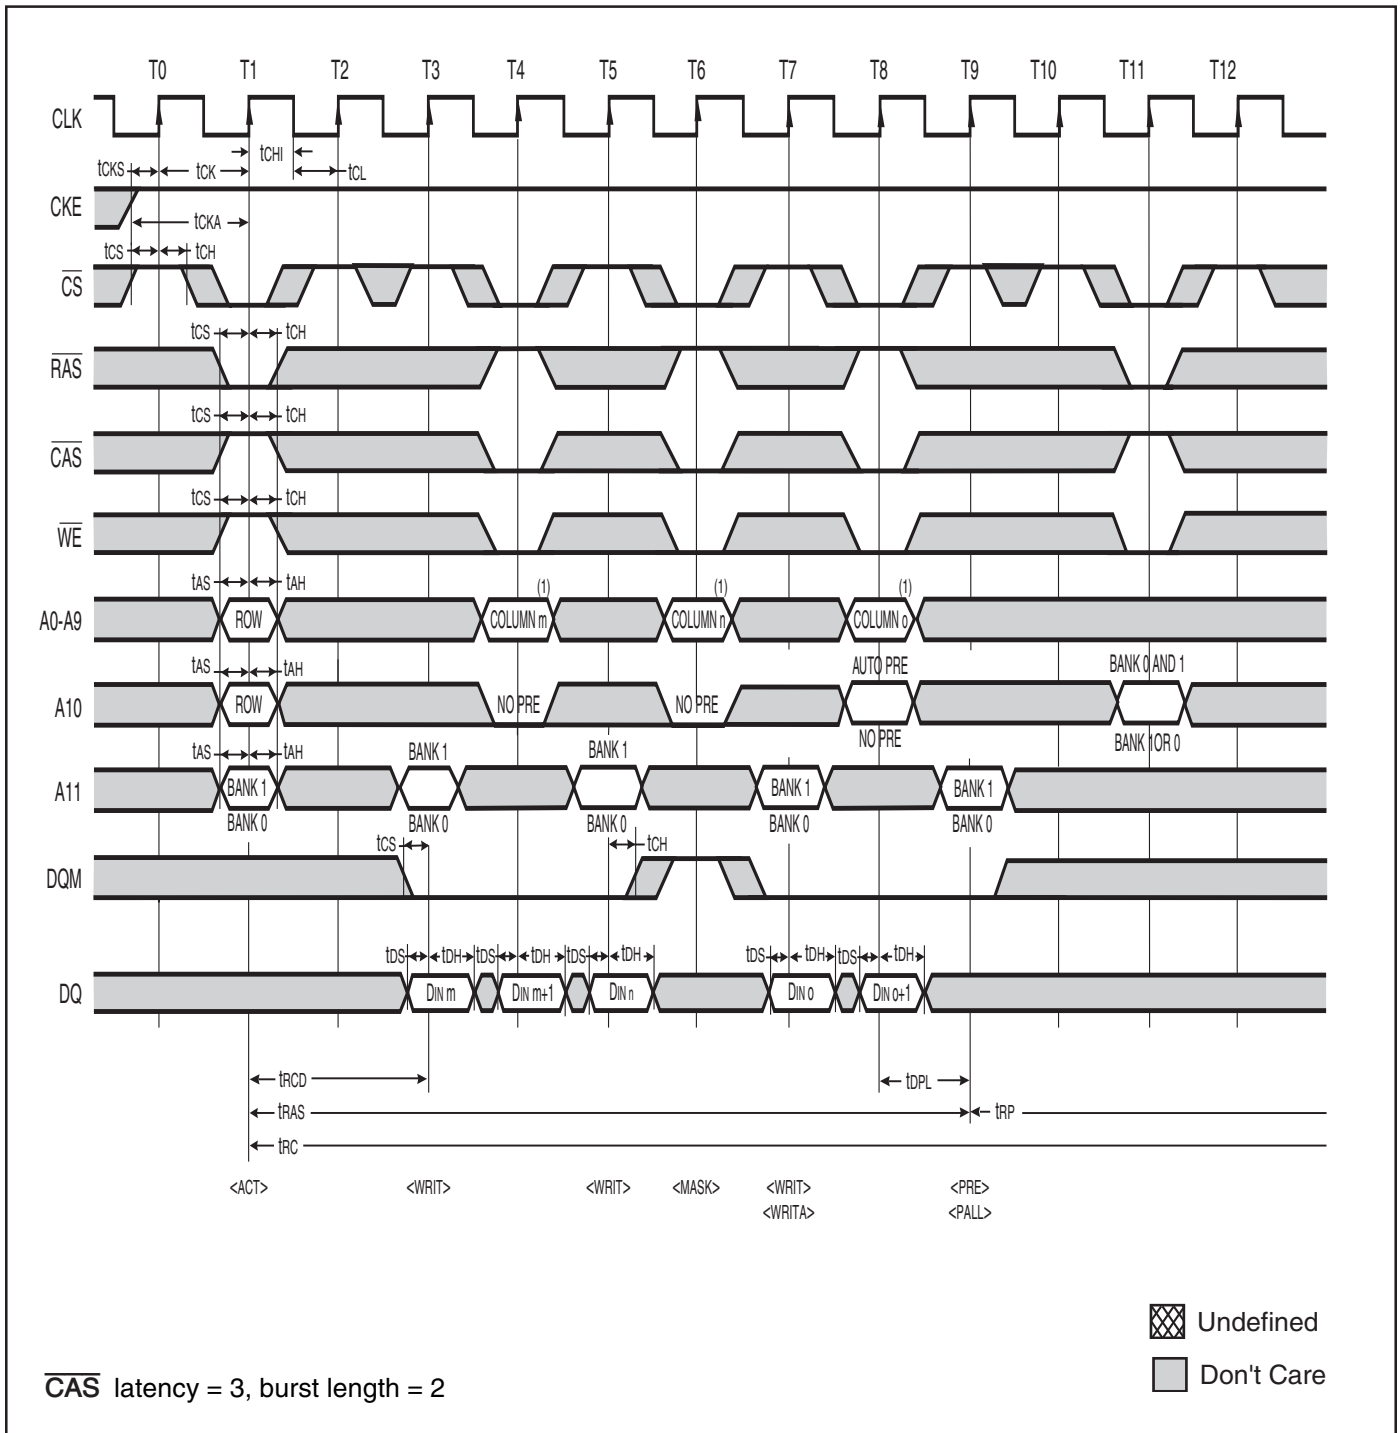 T0 T1 T2 T3 T4 T5 T6 T7 T8 T9 T10 T11 T12
CLK
tCHI
tCKS tCK tCL
CKE
tCKA
tCS tCH
CS
tCS tCH
RAS
tCS tCH
CAS
tCS tCH
WE
tAS tAH (1) (1) (1)
A0-A9 ROW COLUMN m COLUMN n COLUMN o
tAS tAH AUTO PRE BANK 0 AND 1
A10 ROW NO PRE NO PRE
NO PRE BANK 1 OR 0
tAS tAH BANK 1 BANK 1
A11 BANK 1 BANK 1 BANK 1
BANK 0 BANK 0 BANK 0 BANK 0 BANK 0
tCS tCH
DQM
tDS tDH tDS tDH tDS tDH tDS tDH tDS tDH
DQ DIN m DIN m+1 DIN n DIN o DIN o+1
tRCD tDPL
tRAS tRP
tRC
<ACT> <WRIT> <WRIT> <MASK> <WRIT> <PRE>
<WRITA> <PALL>
Undefined
Don't Care
CAS latency = 3, burst length = 2